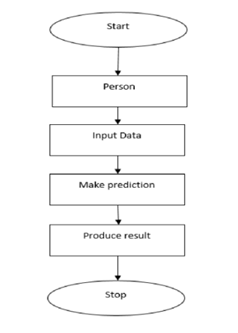 Start
Person
Input Data
Make prediction
Produce result
Stop